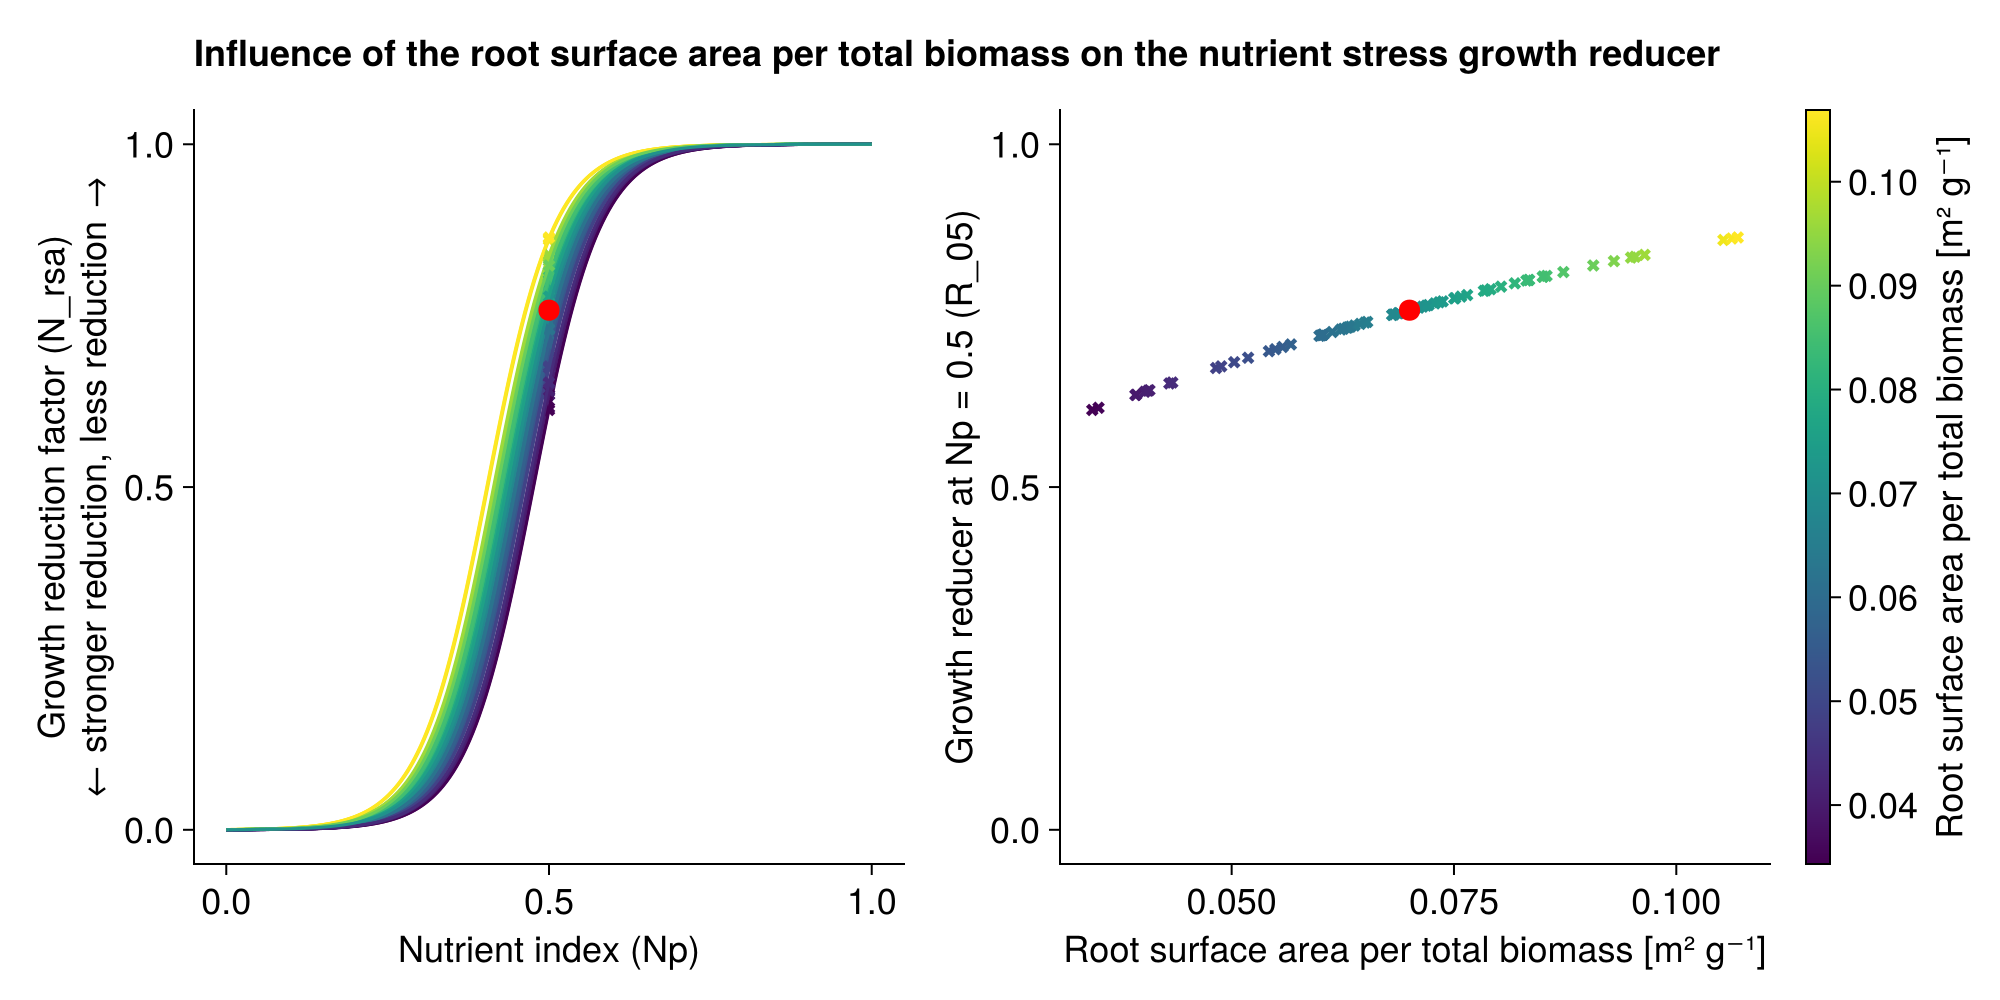 Influence of the root surface area per total biomass on the nutrient stress growth reducer
Growth reduction factor (N_rsa)
← stronger reduction, less reduction →
1.0
0.5
0.0
0.0
0.5
1.0
Nutrient index (Np)
Growth reducer at Np = 0.5 (R_05)
1.0
0.5
0.0
0.050
0.075
0.100
Root surface area per total biomass [m² g⁻¹]
0.10
0.09
0.08
0.07
0.06
0.05
0.04
Root surface area per total biomass [m² g⁻¹]